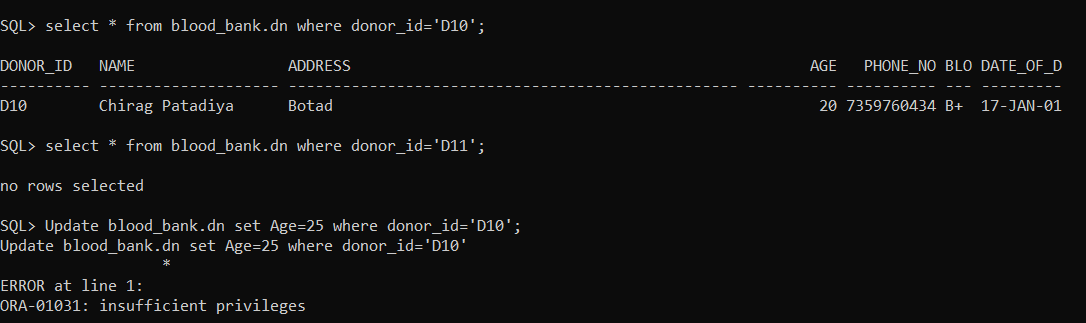 SQL> select * from blood_bank.dn where donor_id='D10';
DONOR_ID   NAME                 ADDRESS                                                   AGE   PHONE_NO BLO DATE_OF_D
---------- -------------------- -------------------------------------------------- ---------- ---------- --- ---------
D10        Chirag Patadiya      Botad                                                      20 7359760434 B+  17-JAN-01
SQL> select * from blood_bank.dn where donor_id='D11';
no rows selected
SQL> Update blood_bank.dn set Age=25 where donor_id='D10';
Update blood_bank.dn set Age=25 where donor_id='D10'
                  *
ERROR at line 1:
ORA-01031: insufficient privileges